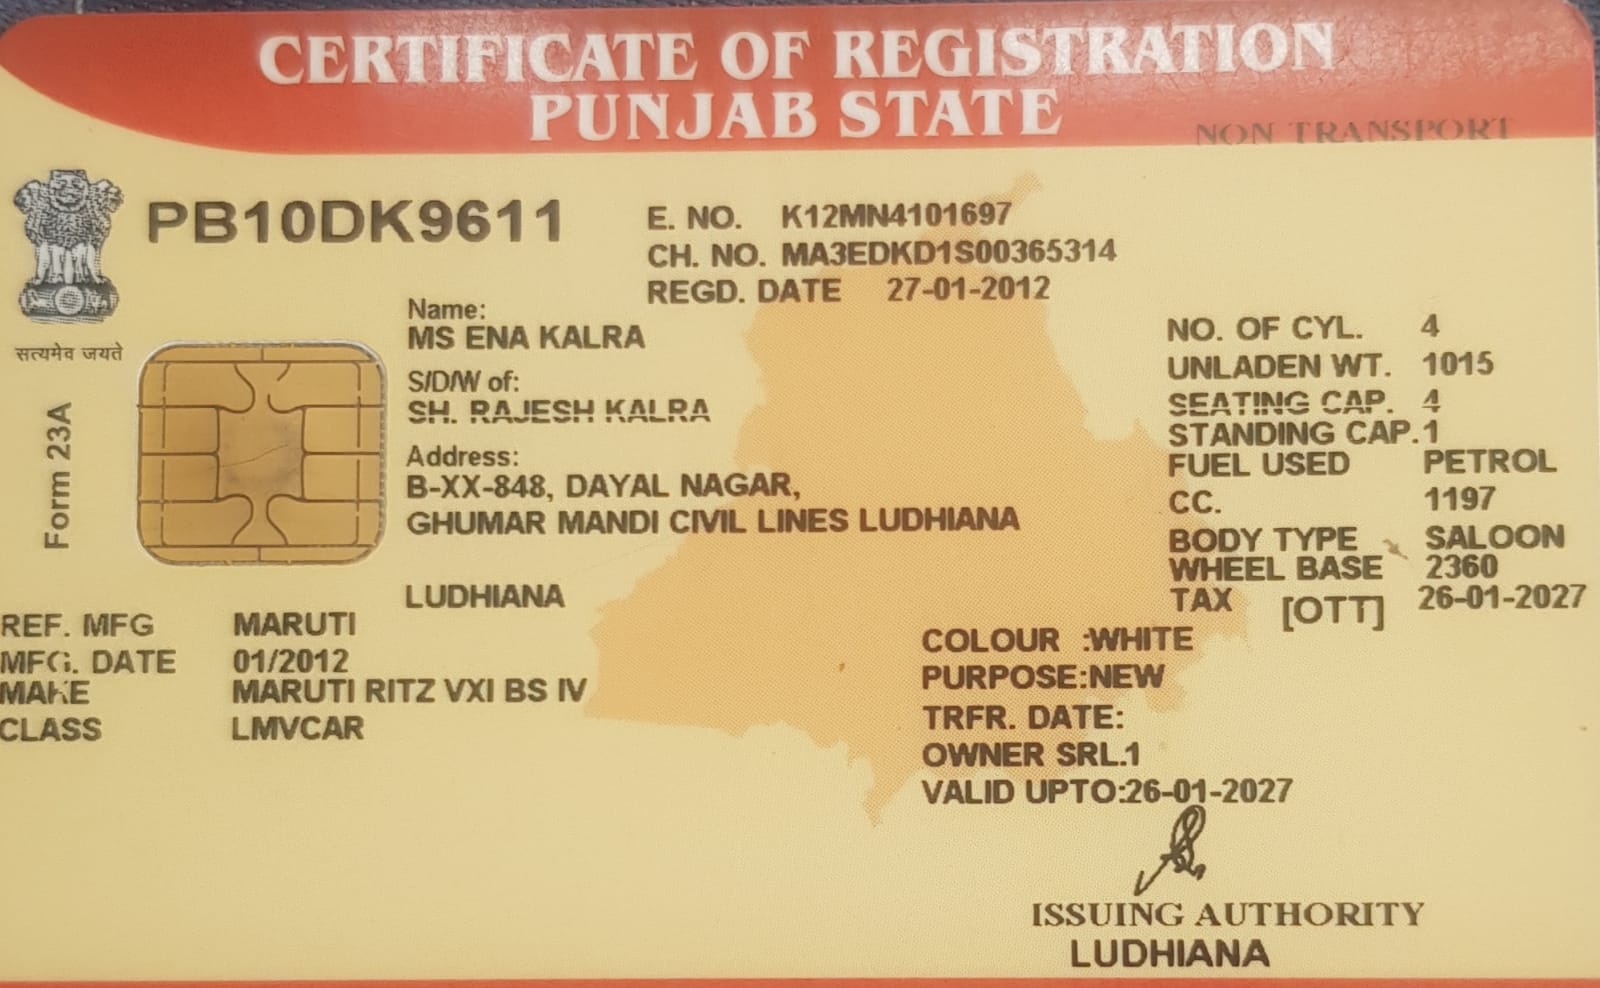 CERTIFICATE OF REGISTRATION
PUNJAB STATE
NON TRANSPORT
सत्यमेव जयते
Form 23A
PB10DK9611
E. NO. K12MN4101697
CH. NO. MA3EDKD1S00365314
REGD. DATE 27-01-2012
Name:
MS ENA KALRA
S/D/W of:
SH. RAJESH KALRA
Address:
B-XX-848, DAYAL NAGAR,
GHUMAR MANDI CIVIL LINES LUDHIANA
LUDHIANA
NO. OF CYL. 4
UNLADEN WT. 1015
SEATING CAP. 4
STANDING CAP.1
FUEL USED PETROL
CC. 1197
BODY TYPE SALOON
WHEEL BASE 2360
TAX [OTT] 26-01-2027
REF. MFG MARUTI
MFG. DATE 01/2012
MAKE MARUTI RITZ VXI BS IV
CLASS LMVCAR
COLOUR :WHITE
PURPOSE:NEW
TRFR. DATE:
OWNER SRL.1
VALID UPTO:26-01-2027
ISSUING AUTHORITY
LUDHIANA